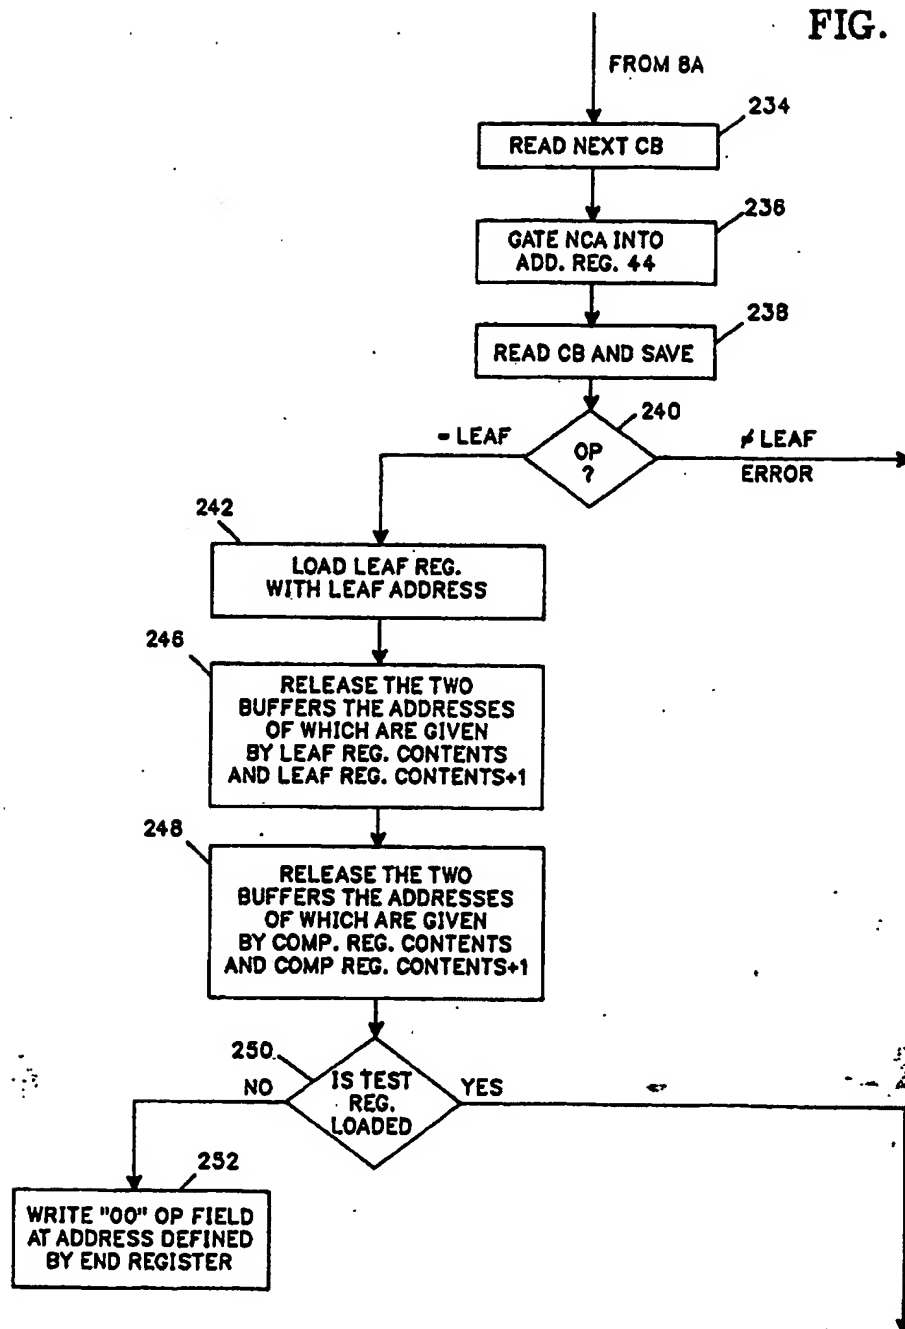 FIG.
FROM 8A
234
READ NEXT CB
236
GATE NCA INTO
ADD. REG. 44
238
READ CB AND SAVE
240
= LEAF
OP
?
≠ LEAF
ERROR
242
LOAD LEAF REG.
WITH LEAF ADDRESS
246
RELEASE THE TWO
BUFFERS THE ADDRESSES
OF WHICH ARE GIVEN
BY LEAF REG. CONTENTS
AND LEAF REG. CONTENTS+1
248
RELEASE THE TWO
BUFFERS THE ADDRESSES
OF WHICH ARE GIVEN
BY COMP. REG. CONTENTS
AND COMP REG. CONTENTS+1
250
NO
IS TEST
REG.
LOADED
YES
252
WRITE "00" OP FIELD
AT ADDRESS DEFINED
BY END REGISTER